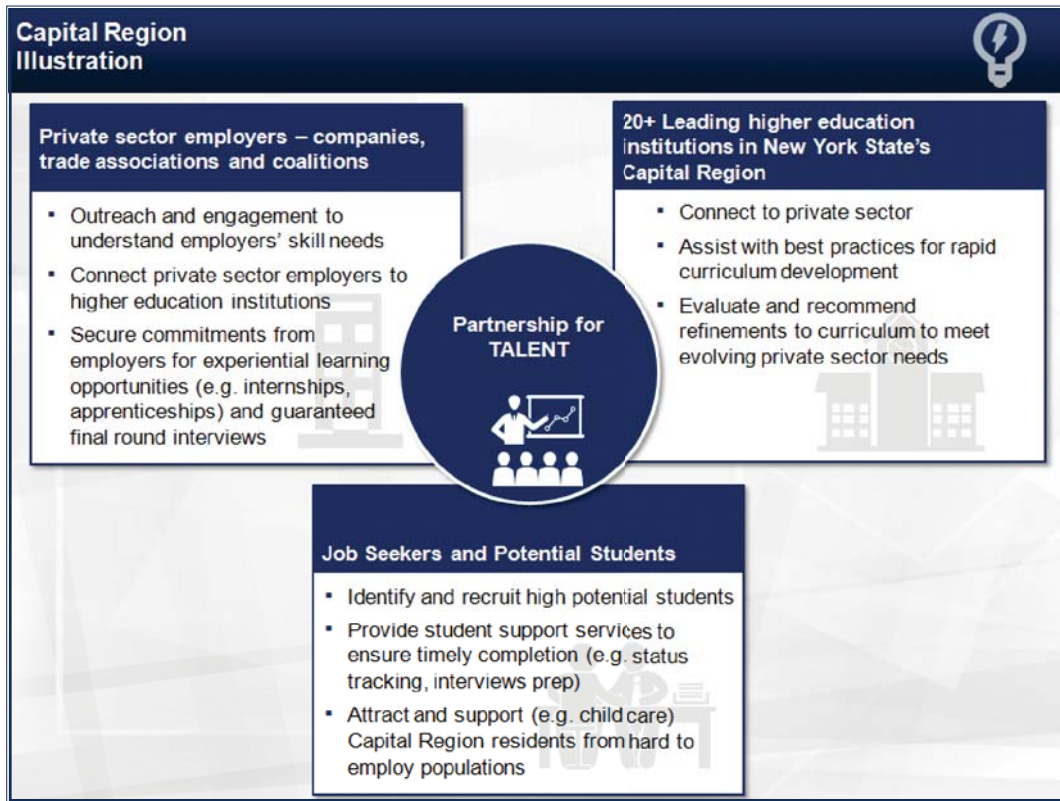 Capital Region
Illustration
Private sector employers – companies,
trade associations and coalitions
▪ Outreach and engagement to
understand employers' skill needs
▪ Connect private sector employers to
higher education institutions
▪ Secure commitments from
employers for experiential learning
opportunities (e.g. internships,
apprenticeships) and guaranteed
final round interviews
20+ Leading higher education
institutions in New York State's
Capital Region
▪ Connect to private sector
▪ Assist with best practices for rapid
curriculum development
▪ Evaluate and recommend
refinements to curriculum to meet
evolving private sector needs
Partnership for
TALENT
Job Seekers and Potential Students
▪ Identify and recruit high potential students
▪ Provide student support services to
ensure timely completion (e.g. status
tracking, interviews prep)
▪ Attract and support (e.g. child care)
Capital Region residents from hard to
employ populations